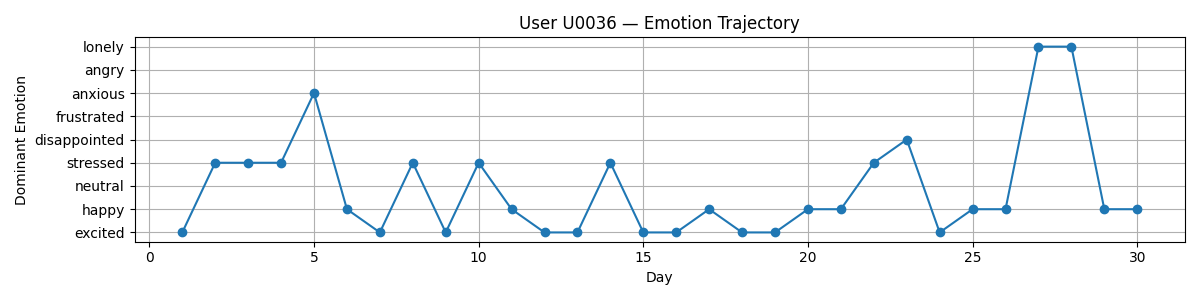 User U0036 — Emotion Trajectory
Dominant Emotion
lonely
angry
anxious
frustrated
disappointed
stressed
neutral
happy
excited
0 5 10 15 20 25 30
Day